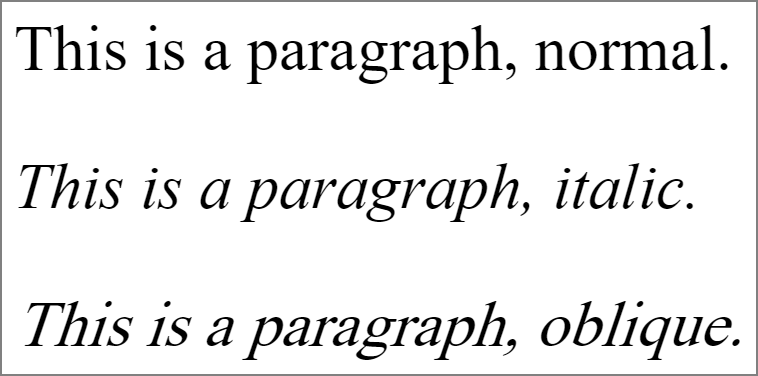 This is a paragraph, normal.
This is a paragraph, italic.
This is a paragraph, oblique.